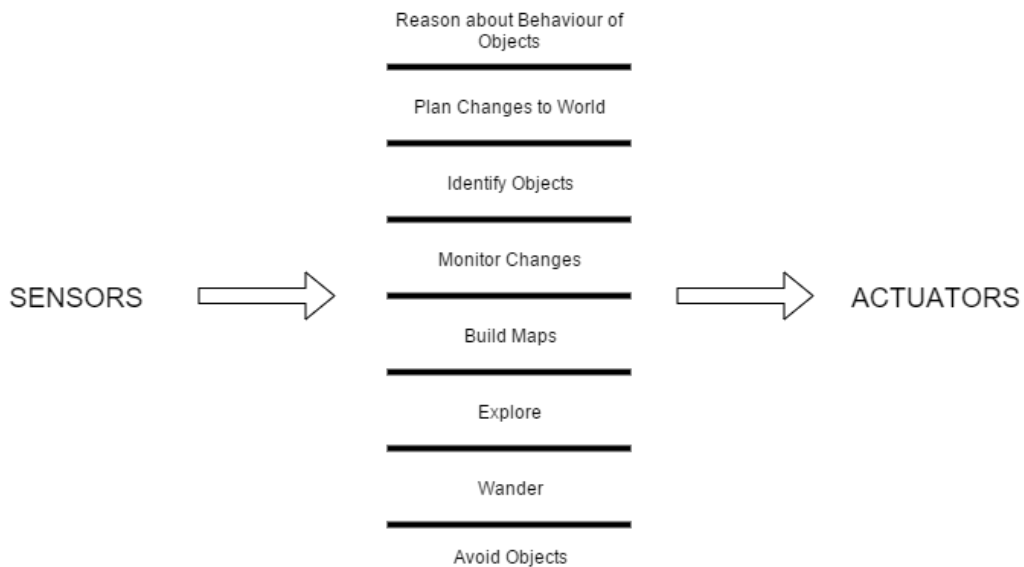 Reason about Behaviour of
Objects
Plan Changes to World
Identify Objects
Monitor Changes
SENSORS
ACTUATORS
Build Maps
Explore
Wander
Avoid Objects